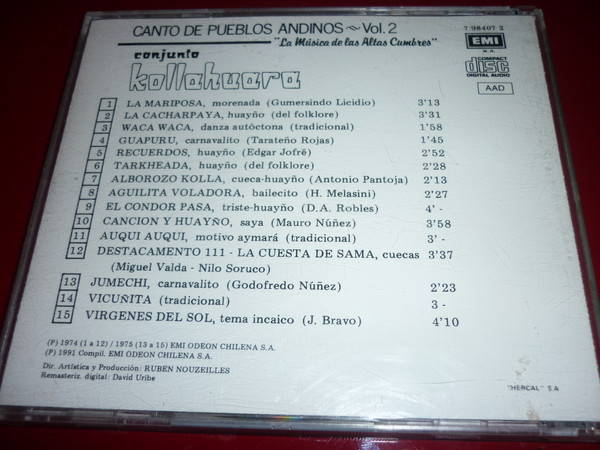 CANTO DE PUEBLOS ANDINOS ~ Vol. 2
"La Música de las Altas Cumbres"
7 98407 2
EMI
COMPACT
disc
DIGITAL AUDIO
AAD
conjunto
kollahuara
1 LA MARIPOSA, morenada (Gumersindo Licidio) 3'13
2 LA CACHARPAYA, huayño (del folklore) 3'31
3 WACA WACA, danza autóctona (tradicional) 1'58
4 GUAPURU, carnavalito (Tarateño Rojas) 1'45
5 RECUERDOS, huayño (Edgar Jofré) 2'52
6 TARKHEADA, huayño (del folklore) 2'28
7 ALBOROZO KOLLA, cueca-huayño (Antonio Pantoja) 2'13
8 AGUILITA VOLADORA, bailecito (H. Melasini) 2'27
9 EL CONDOR PASA, triste-huayño (D.A. Robles) 4' -
10 CANCION Y HUAYÑO, saya (Mauro Núñez) 3'58
11 AUQUI AUQUI, motivo aymará (tradicional) 3' -
12 DESTACAMENTO 111 - LA CUESTA DE SAMA, cuecas 3'37
(Miguel Valda - Nilo Soruco)
13 JUMECHI, carnavalito (Godofredo Núñez) 2'23
14 VICUÑITA (tradicional) 3 -
15 VIRGENES DEL SOL, tema incaico (J. Bravo) 4'10
(P) 1974 (1 a 12) / 1975 (13 a 15) EMI ODEON CHILENA S.A.
(P) 1991 Compil. EMI ODEON CHILENA S.A.
Dir. Artística y Producción: RUBEN NOUZEILLES
Remasteriz. digital: David Uribe
"HERCAL" S A